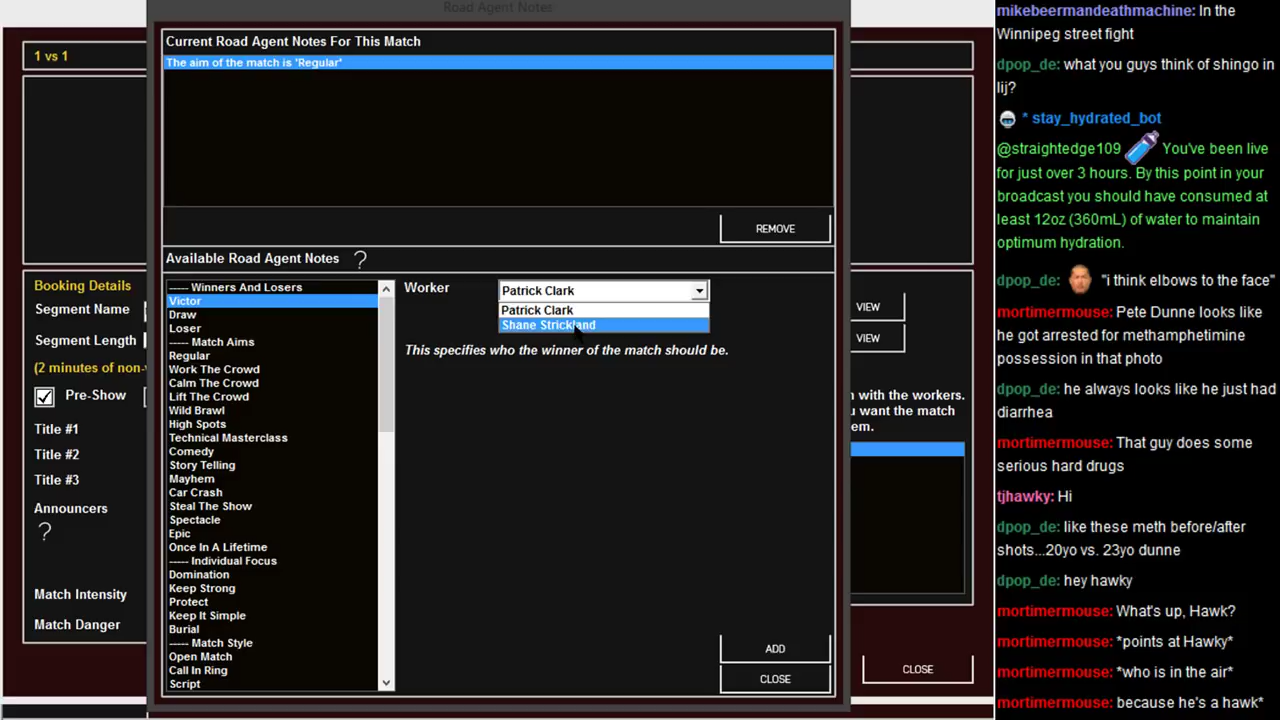 Road Agent Notes
Current Road Agent Notes For This Match
The aim of the match is 'Regular'
REMOVE
Available Road Agent Notes ?
----- Winners And Losers
Victor
Draw
Loser
----- Match Aims
Regular
Work The Crowd
Calm The Crowd
Lift The Crowd
Wild Brawl
High Spots
Technical Masterclass
Comedy
Story Telling
Mayhem
Car Crash
Steal The Show
Spectacle
Epic
Once In A Lifetime
----- Individual Focus
Domination
Keep Strong
Protect
Keep It Simple
Burial
----- Match Style
Open Match
Call In Ring
Script
Worker
Patrick Clark
Patrick Clark
Shane Strickland
This specifies who the winner of the match should be.
ADD
CLOSE
1 vs 1
Booking Details
Segment Name
Segment Length
(2 minutes of non-
Pre-Show
Title #1
Title #2
Title #3
Announcers
?
Match Intensity
Match Danger
VIEW
VIEW
with the workers.
want the match
em.
CLOSE
mikebeermandeathmachine: In the
Winnipeg street fight
dpop_de: what you guys think of shingo in
lij?
* stay_hydrated_bot
@straightedge109 You've been live
for just over 3 hours. By this point in your
broadcast you should have consumed at
least 12oz (360mL) of water to maintain
optimum hydration.
dpop_de: "i think elbows to the face"
mortimermouse: Pete Dunne looks like
he got arrested for methamphetimine
possession in that photo
dpop_de: he always looks like he just had
diarrhea
mortimermouse: That guy does some
serious hard drugs
tjhawky: Hi
dpop_de: like these meth before/after
shots...20yo vs. 23yo dunne
dpop_de: hey hawky
mortimermouse: What's up, Hawk?
mortimermouse: *points at Hawky*
mortimermouse: *who is in the air*
mortimermouse: because he's a hawk*